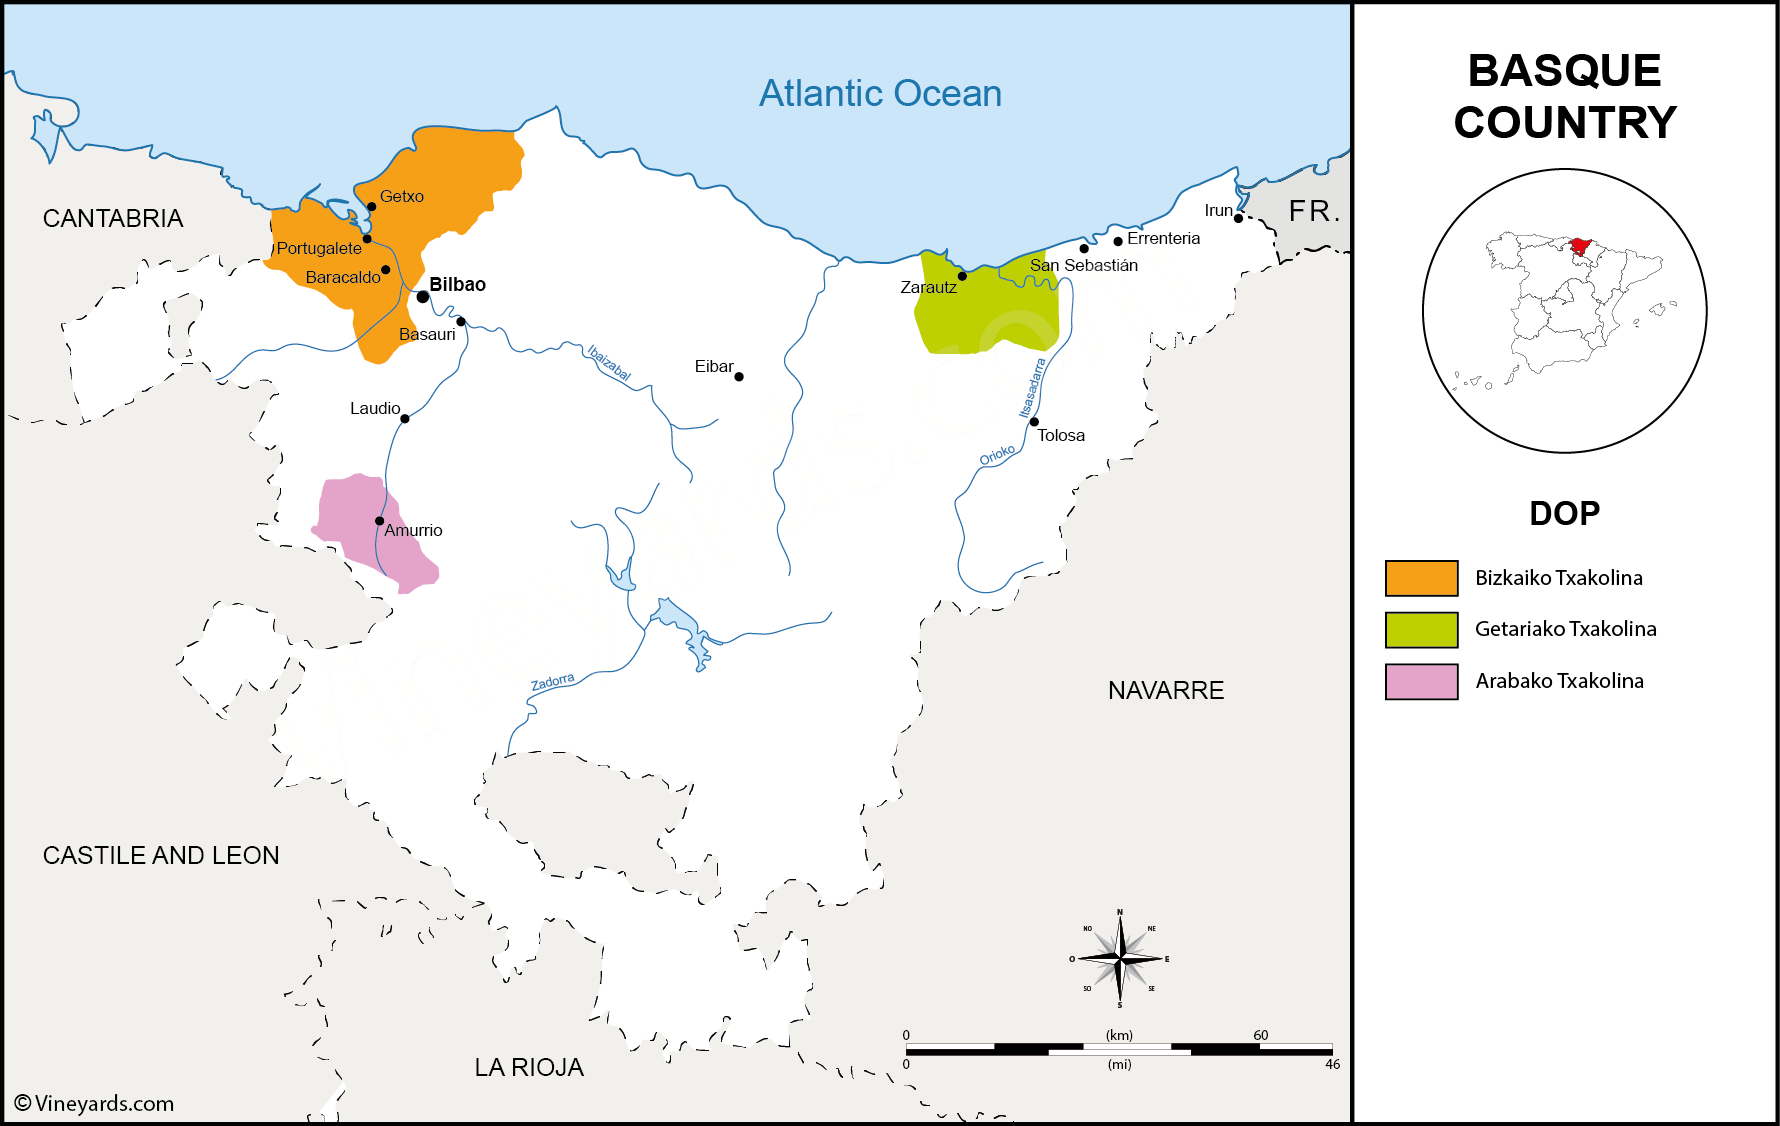 Atlantic Ocean
CANTABRIA
Getxo
Portugalete
Baracaldo
Bilbao
Basauri
Ibaizabal
Eibar
Laudio
Amurrio
Zarautz
San Sebastián
Errenteria
Irun
FR.
Itsasadarra
Tolosa
Orioko
Zadorra
NAVARRE
CASTILE AND LEON
LA RIOJA
N
NO
NE
O
E
SO
SE
S
0 (km) 60
0 (mi) 46
© Vineyards.com
BASQUE
COUNTRY
DOP
Bizkaiko Txakolina
Getariako Txakolina
Arabako Txakolina